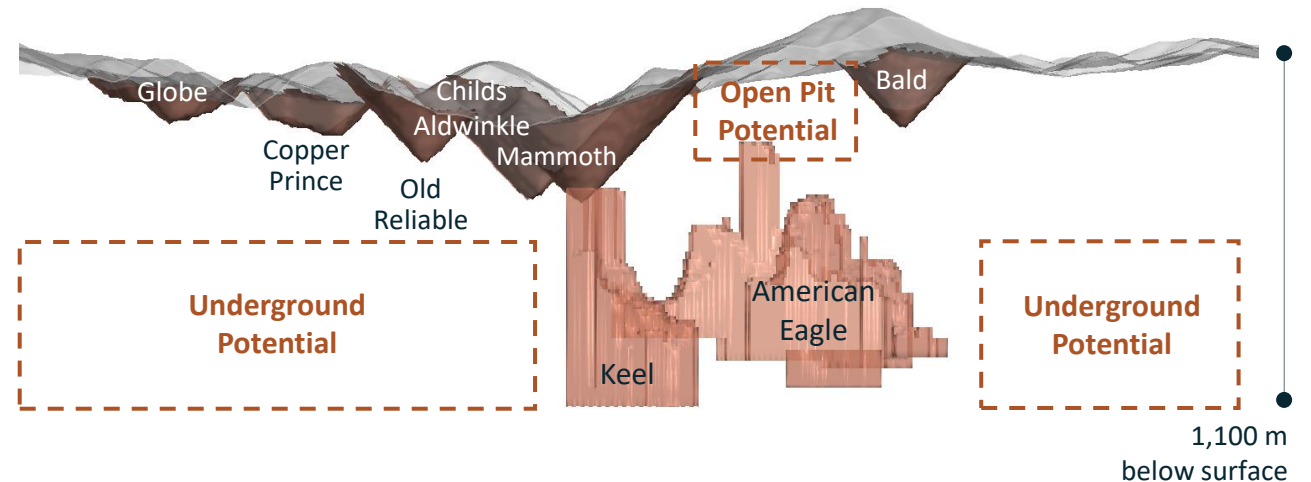 Globe
Copper
Prince
Old
Reliable
Childs
Aldwinkle
Mammoth
Open Pit
Potential
Bald
Underground
Potential
Keel
American
Eagle
Underground
Potential
1,100 m
below surface